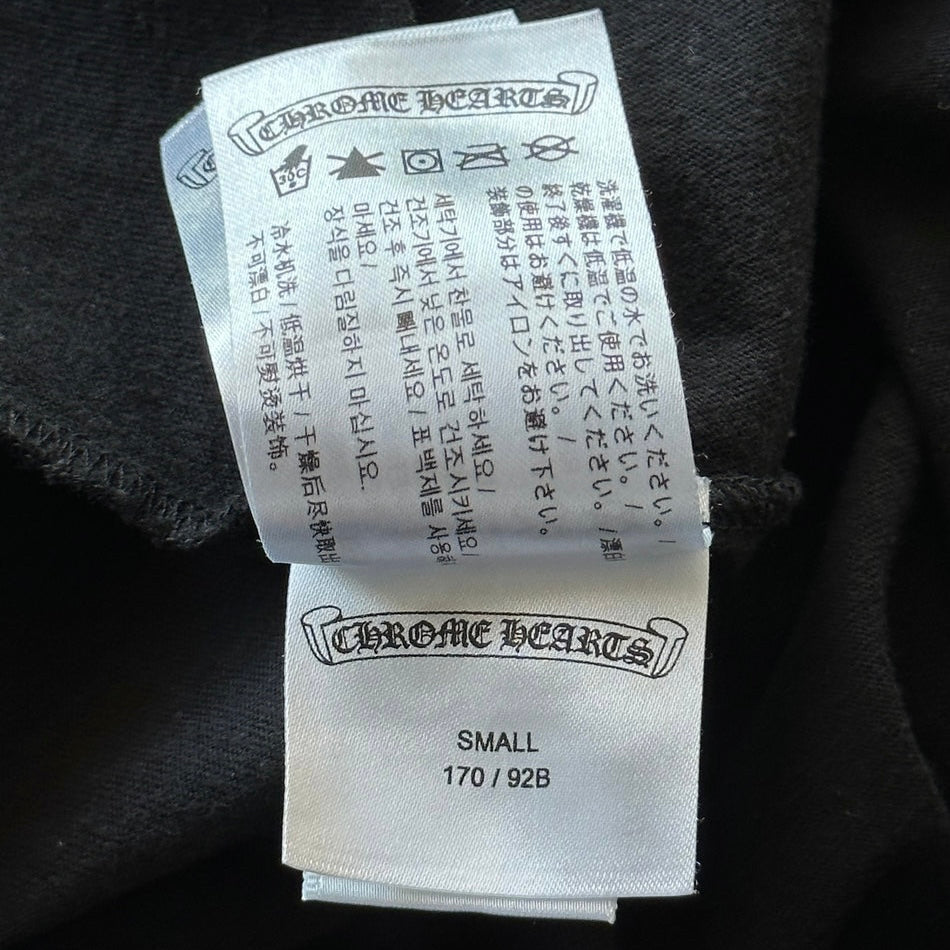 CHROME HEARTS
30C
洗濯機で低温の水でお洗いください。/
乾燥機は低温でご使用ください。/
終了後すぐに取り出してください。/漂白
の使用はお避けください。/
装飾部分はアイロンをお避け下さい。
세탁기에서 찬물로 세탁하세요/
건조기에서 낮은 온도로 건조시키세요/
건조 후 즉시 빼내세요/표백제를 사용하
마세요/
장식을 다림질하지 마십시요.
冷水机洗/低温烘干/干燥后尽快取出
不可漂白/不可熨烫装饰。
CHROME HEARTS
SMALL
170 / 92B